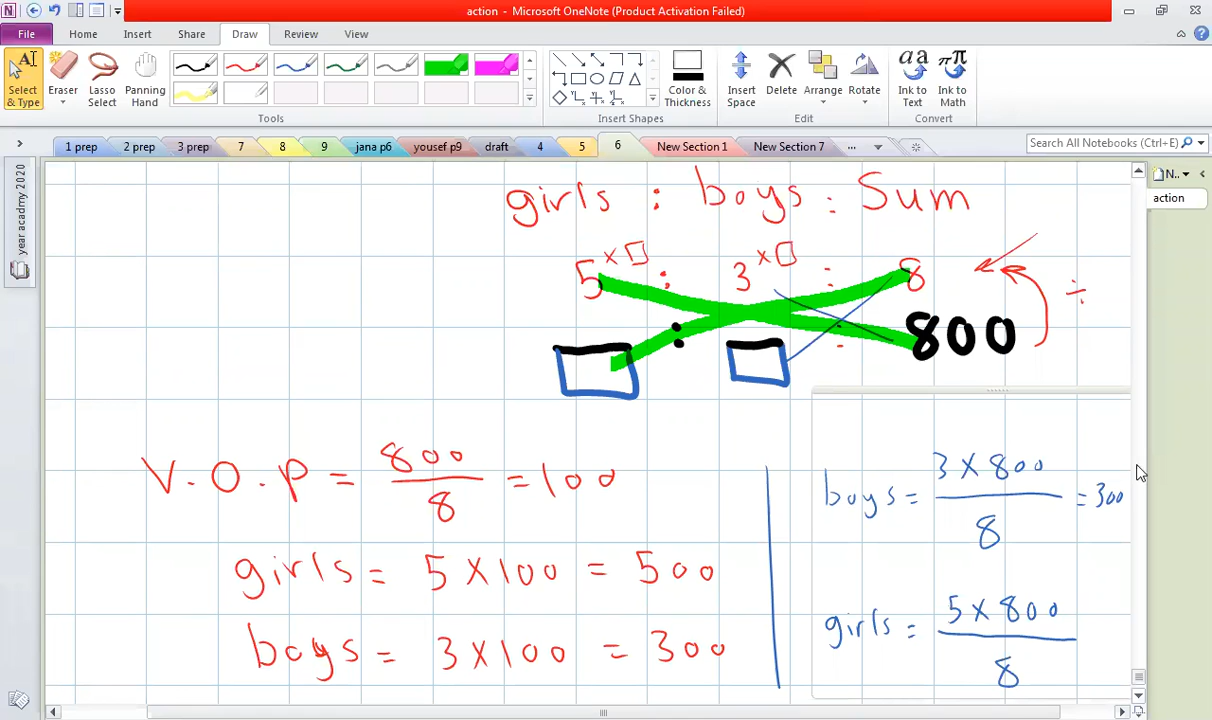 action - Microsoft OneNote (Product Activation Failed)
File Home Insert Share Draw Review View
Select & Type
Eraser
Lasso Select
Panning Hand
Color & Thickness
Insert Space
Delete
Arrange
Rotate
Ink to Text
Ink to Math
Tools
Insert Shapes
Edit
Convert
1 prep 2 prep 3 prep 7 8 9 jana p6 yousef p9 draft 4 5 6 New Section 1 New Section 7 ...
Search All Notebooks (Ctrl+E)
N..
action
year acadmy 2020
girls : boys : Sum
5 × □ : 3 × □ : 8
÷
□ : □ : 800
V.O.P = 800/8 = 100
girls = 5 × 100 = 500
boys = 3 × 100 = 300
boys = 3 × 800/8 = 300
girls = 5 × 800/8